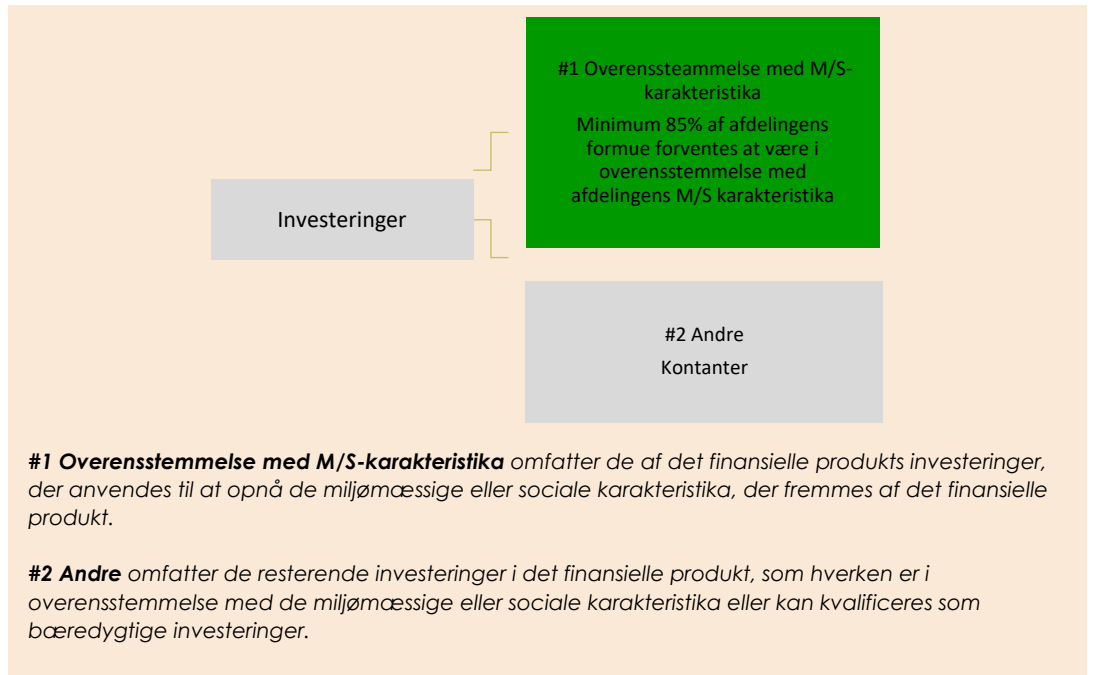 #1 Overenssteammelse med M/S-
karakteristika
Minimum 85% af afdelingens
formue forventes at være i
overensstemmelse med
afdelingens M/S karakteristika
Investeringer
#2 Andre
Kontanter
#1 Overensstemmelse med M/S-karakteristika omfatter de af det finansielle produkts investeringer,
der anvendes til at opnå de miljømæssige eller sociale karakteristika, der fremmes af det finansielle
produkt.
#2 Andre omfatter de resterende investeringer i det finansielle produkt, som hverken er i
overensstemmelse med de miljømæssige eller sociale karakteristika eller kan kvalificeres som
bæredygtige investeringer.